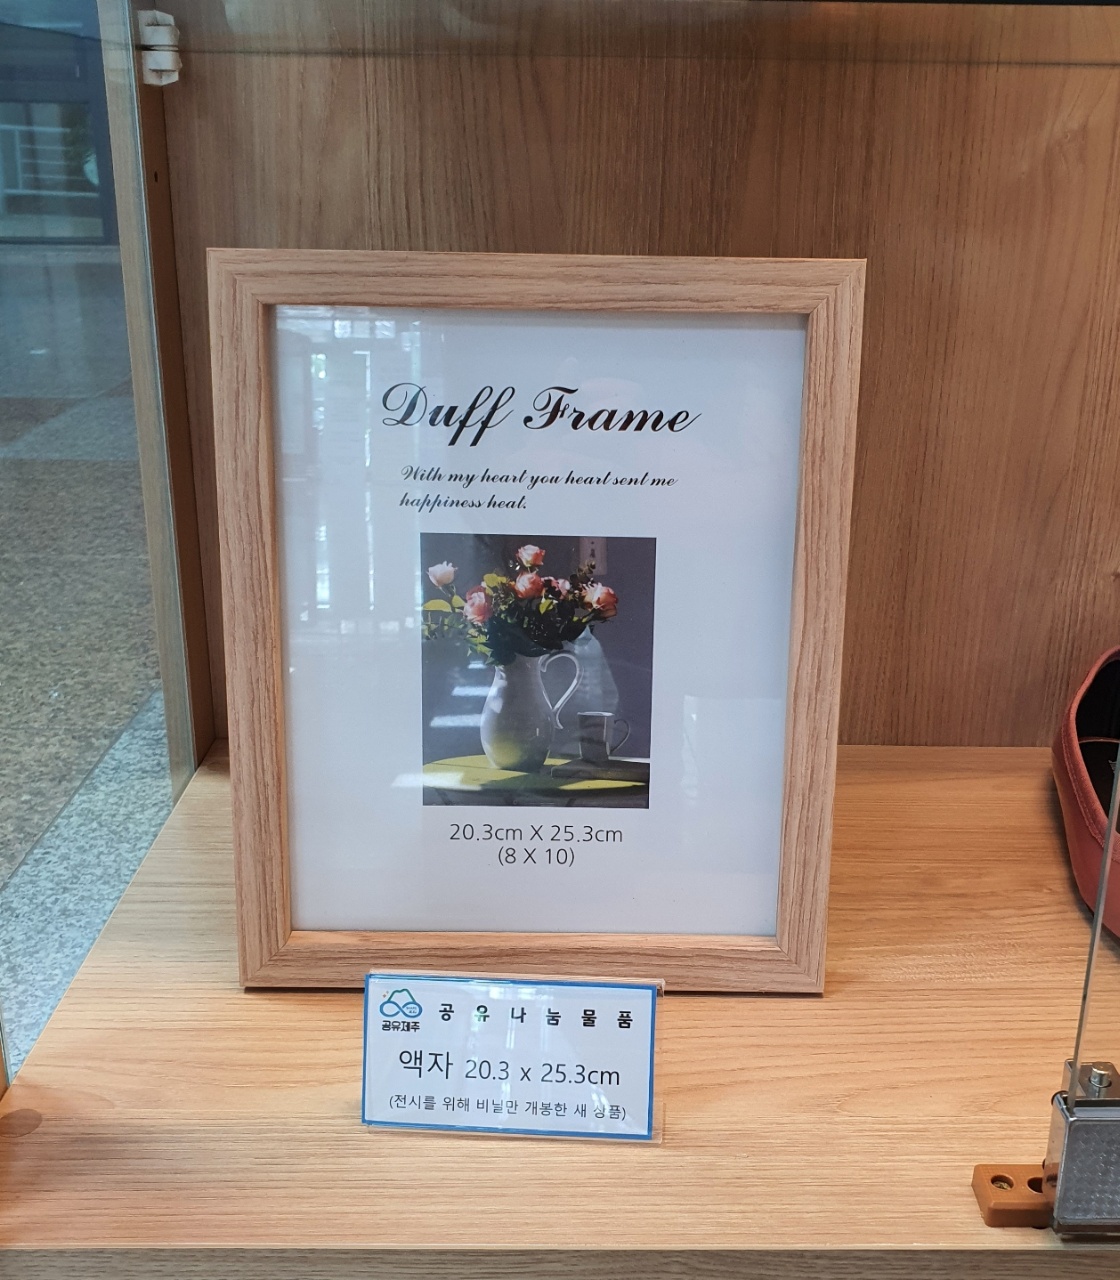 Duff Frame
With my heart you heart sent me
happiness heat.
20.3cm X 25.3cm
(8 X 10)
공유제주
공유나눔물품
액자 20.3 x 25.3cm
(전시를 위해 비닐만 개봉한 새 상품)